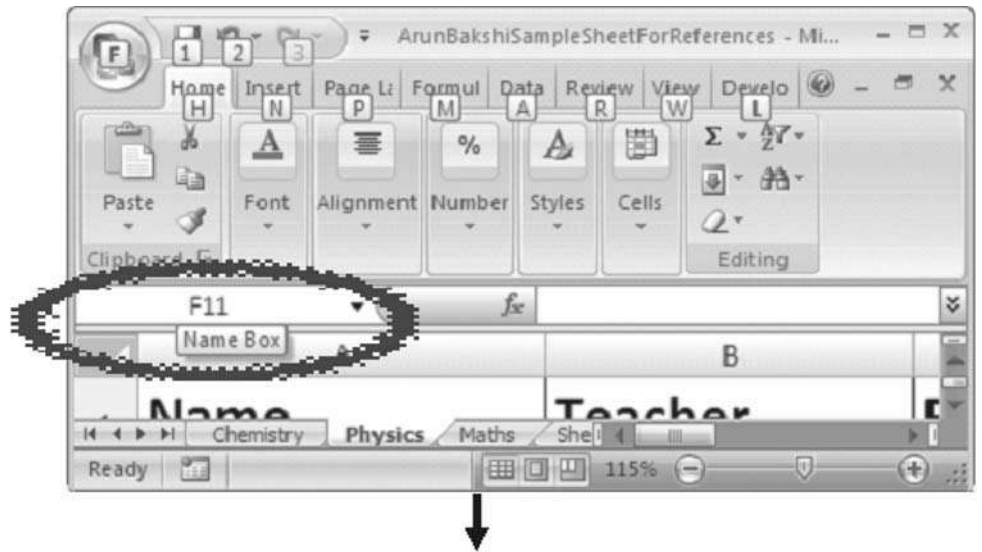 ArunBakshiSampleSheetForReferences - Mi...
F 1 2 3
Home Insert Page La Formul Data Review View Develo
H N P M A R W L
% Σ
Paste Font Alignment Number Styles Cells
Clipboard Editing
F11 fx
Name Box
A B
Name Teacher
Chemistry Physics Maths She
Ready 115%